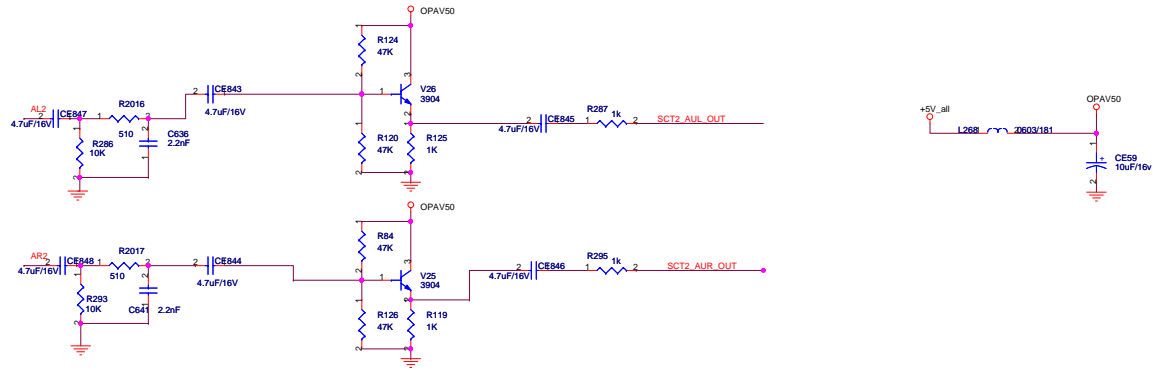 OPAV50
R124
47K
V26
3904
AL2
CE847
4.7uF/16V
R2016
510
R286
10K
C636
2.2nF
CE843
4.7uF/16V
R120
47K
R125
1K
CE845
4.7uF/16V
R287
1k
SCT2_AUL_OUT
+5V_all
L268
0603/181
OPAV50
CE59
10uF/16v
OPAV50
R84
47K
V25
3904
AR2
CE848
4.7uF/16V
R2017
510
R293
10K
C641
2.2nF
CE844
4.7uF/16V
R126
47K
R119
1K
CE846
4.7uF/16V
R295
1k
SCT2_AUR_OUT